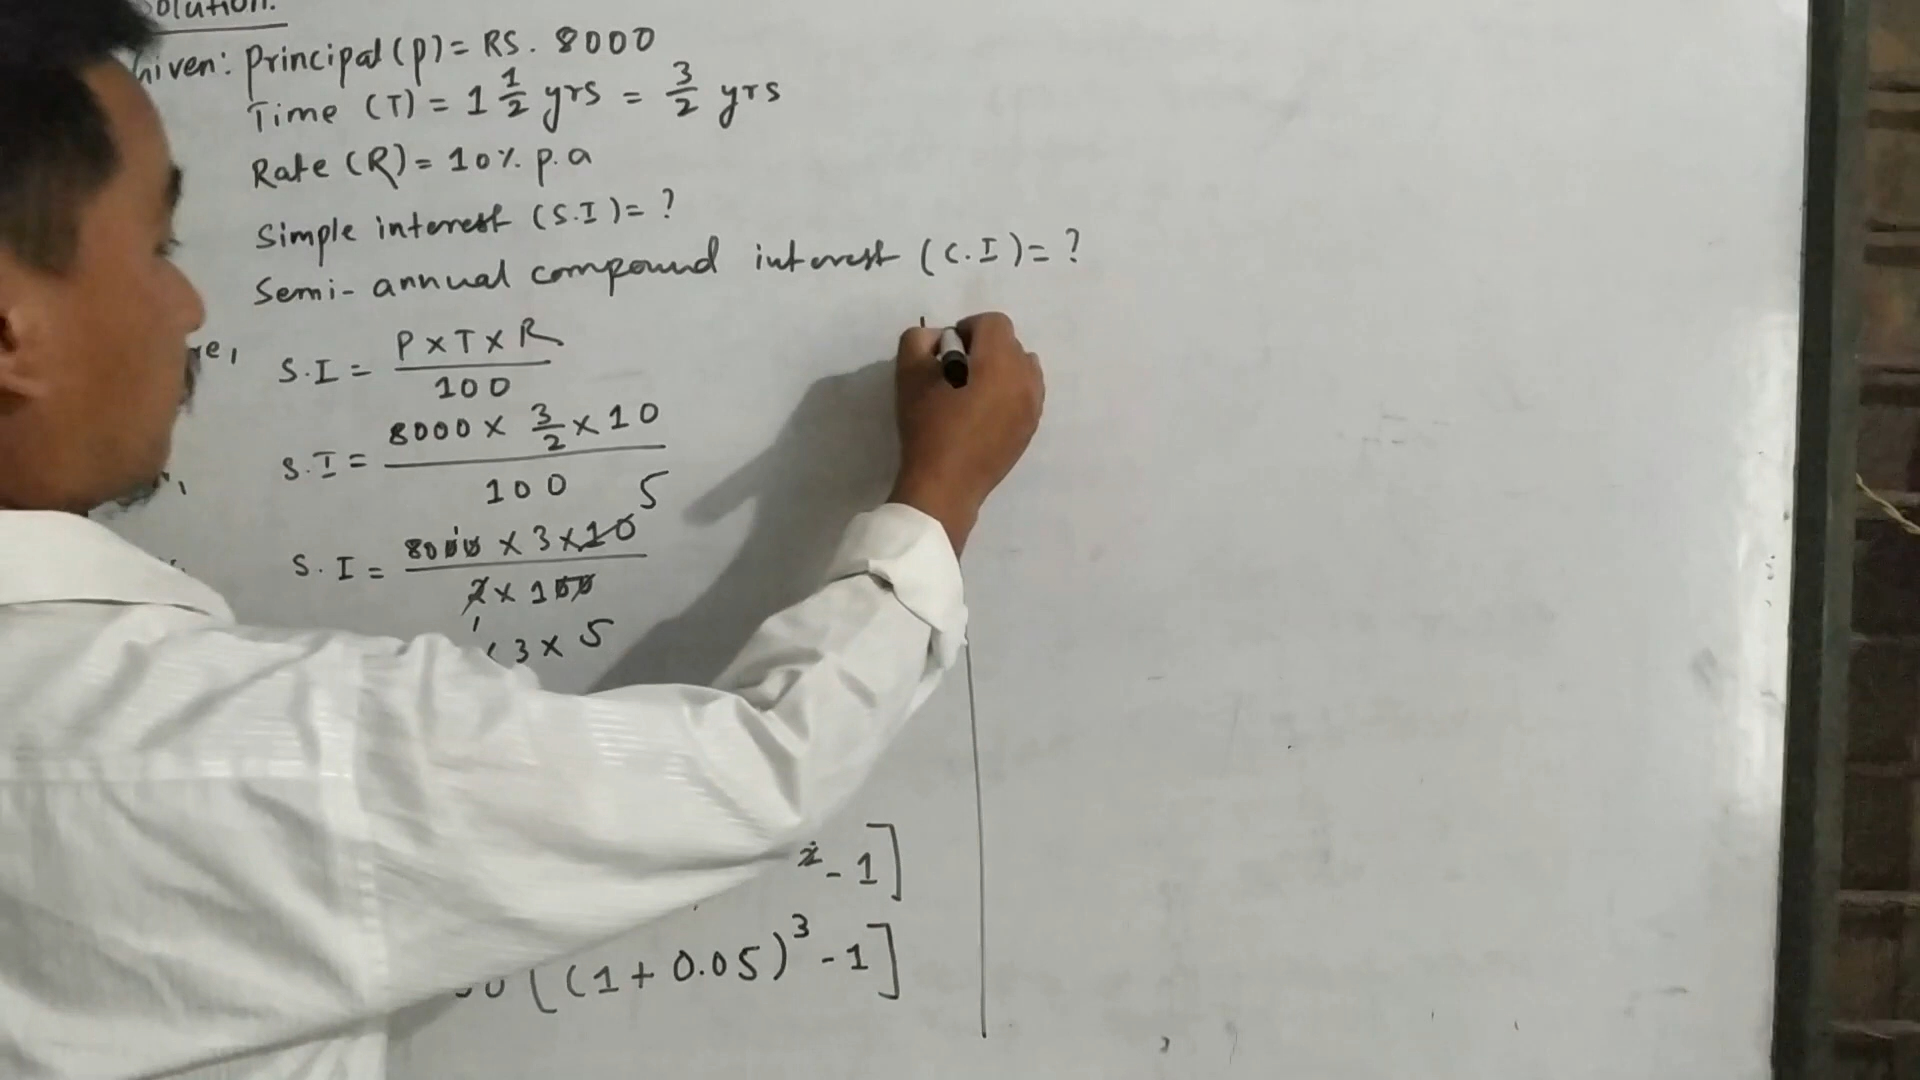 Given: Principal (P) = RS. 8000
Time (T) = 1 1/2 yrs = 3/2 yrs
Rate (R) = 10% p.a
Simple interest (S.I) = ?
Semi-annual compound interest (C.I) = ?
S.I = P × T × R / 100
S.I = 8000 × 3/2 × 10 / 100
S.I = 8000 × 3 × 10 5 / 2 × 100
1
3 × 5
2 - 1]
[(1 + 0.05)^3 - 1]